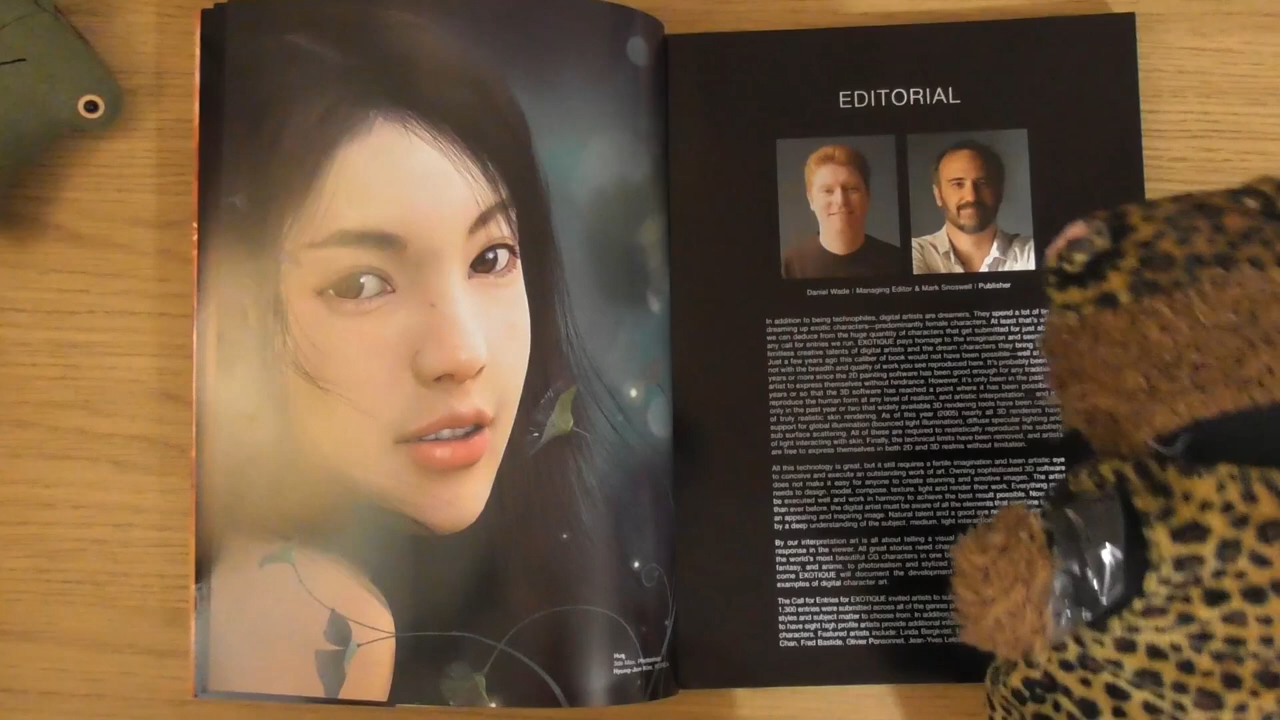 EDITORIAL
Daniel Wade | Managing Editor & Mark Snoswell | Publisher
In addition to being technophiles, digital artists are dreamers. They spend a lot of
dreaming up exotic characters—predominantly female characters. At least that's
we can deduce from the huge quantity of characters that get submitted for just
any call for entries we run. EXOTIQUE pays homage to the imagination and
limitless creative talents of digital artists and the dream characters they bring
Just a few years ago this caliber of book would not have been possible—well at
not with the breadth and quality of work you see reproduced here. It's probably been
years or more since the 2D painting software has been good enough for any
artist to express themselves without hindrance. However, it's only been in the past
years or so that the 3D software has reached a point where it has been
reproduce the human form at any level of realism, and artistic interpretation ... and
only in the past year or two that widely available 3D rendering tools have been
of truly realistic skin rendering. As of this year (2005) nearly all 3D renderers have
support for global illumination (bounced light illumination), diffuse specular lighting and
sub surface scattering. All of these are required to realistically reproduce the
of light interacting with skin. Finally, the technical limits have been removed, and artists
are free to express themselves in both 2D and 3D realms without limitation.
All this technology is great, but it still requires a fertile imagination and keen artistic eye
to conceive and execute an outstanding work of art. Owning sophisticated 3D software
does not make it easy for anyone to create stunning and emotive images. The artist
needs to design, model, compose, texture, light and render their work. Everything
be executed well and work in harmony to achieve the best result possible.
than ever before, the digital artist must be aware of all the elements that
an appealing and inspiring image. Natural talent and a good eye
by a deep understanding of the subject, medium, light
By our interpretation art is all about telling a visual
response in the viewer. All great stories need
the world's most beautiful CG characters in one
fantasy, and anime, to photorealism and stylized
come EXOTIQUE will document the development
examples of digital character art.
The Call for Entries for EXOTIQUE invited artists to
1,300 entries were submitted across all of the genres
styles and subject matter to choose from. In addition
to have eight high profile artists provide additional
characters. Featured artists include: Linda Bergkvist,
Chan, Fred Bastide, Olivier Ponsonnet, Jean-Yves